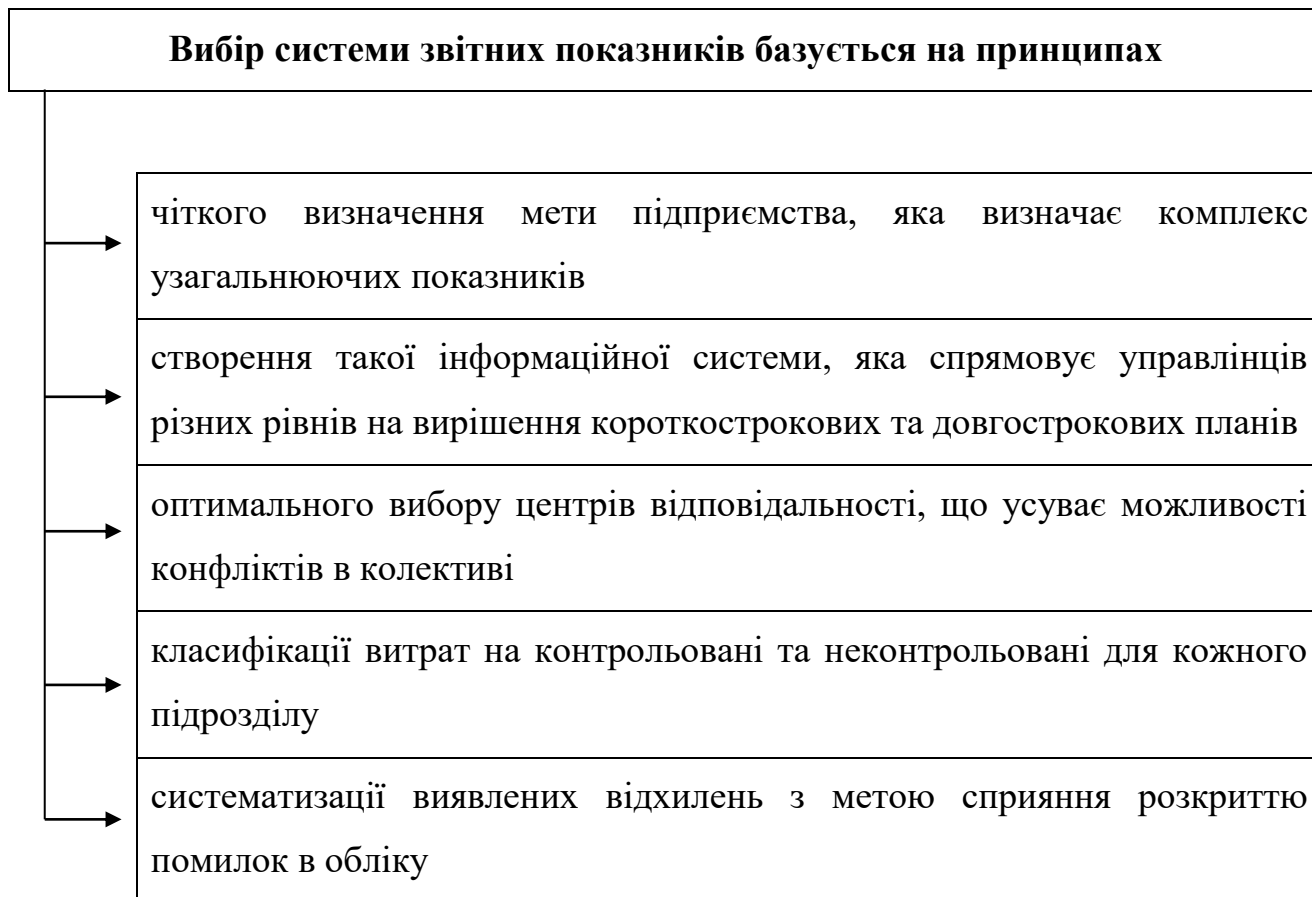 Вибір системи звітних показників базується на принципах
чіткого визначення мети підприємства, яка визначає комплекс
узагальнюючих показників
створення такої інформаційної системи, яка спрямовує управлінців
різних рівнів на вирішення короткострокових та довгострокових планів
оптимального вибору центрів відповідальності, що усуває можливості
конфліктів в колективі
класифікації витрат на контрольовані та неконтрольовані для кожного
підрозділу
систематизації виявлених відхилень з метою сприяння розкриттю
помилок в обліку